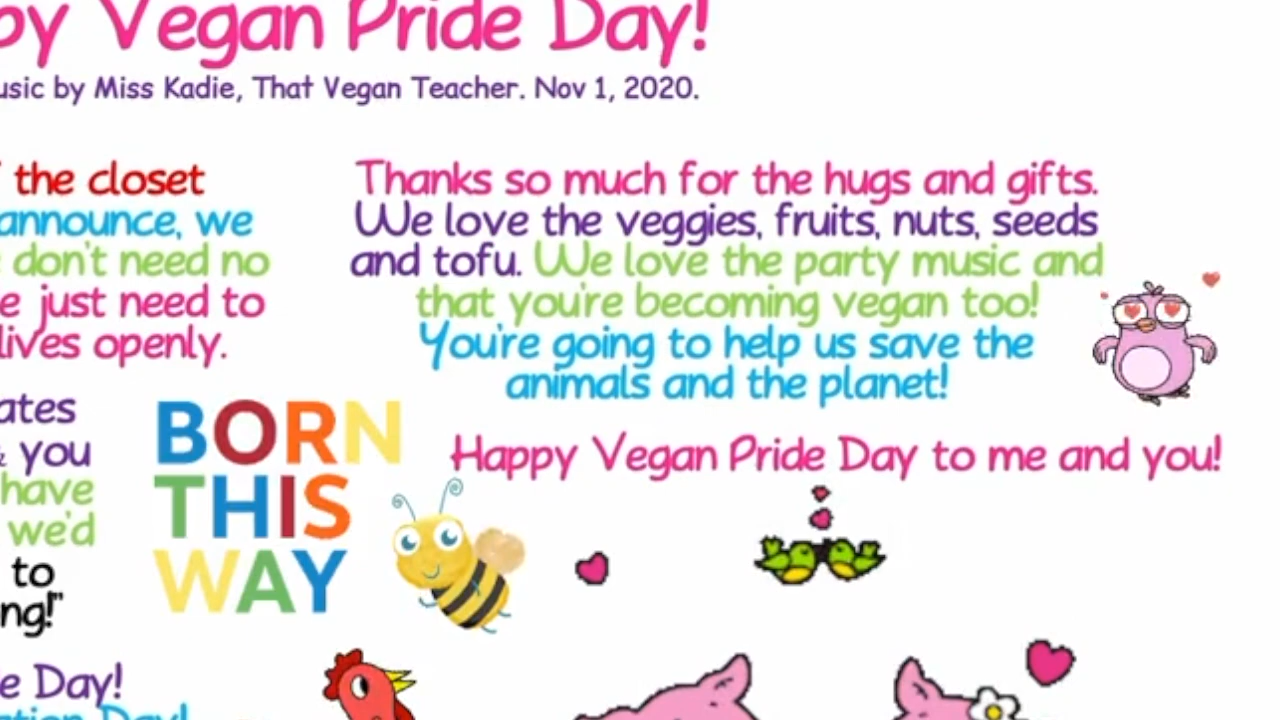 Vegan Pride Day!
by Miss Kadie, That Vegan Teacher. Nov 1, 2020.
the closet
announce, we
don't need no
just need to
lives openly.
you
have
we'd
to
BORN
THIS
WAY
Day!
Day!
Thanks so much for the hugs and gifts.
We love the veggies, fruits, nuts, seeds
and tofu. We love the party music and
that you're becoming vegan too!
You're going to help us save the
animals and the planet!
Happy Vegan Pride Day to me and you!